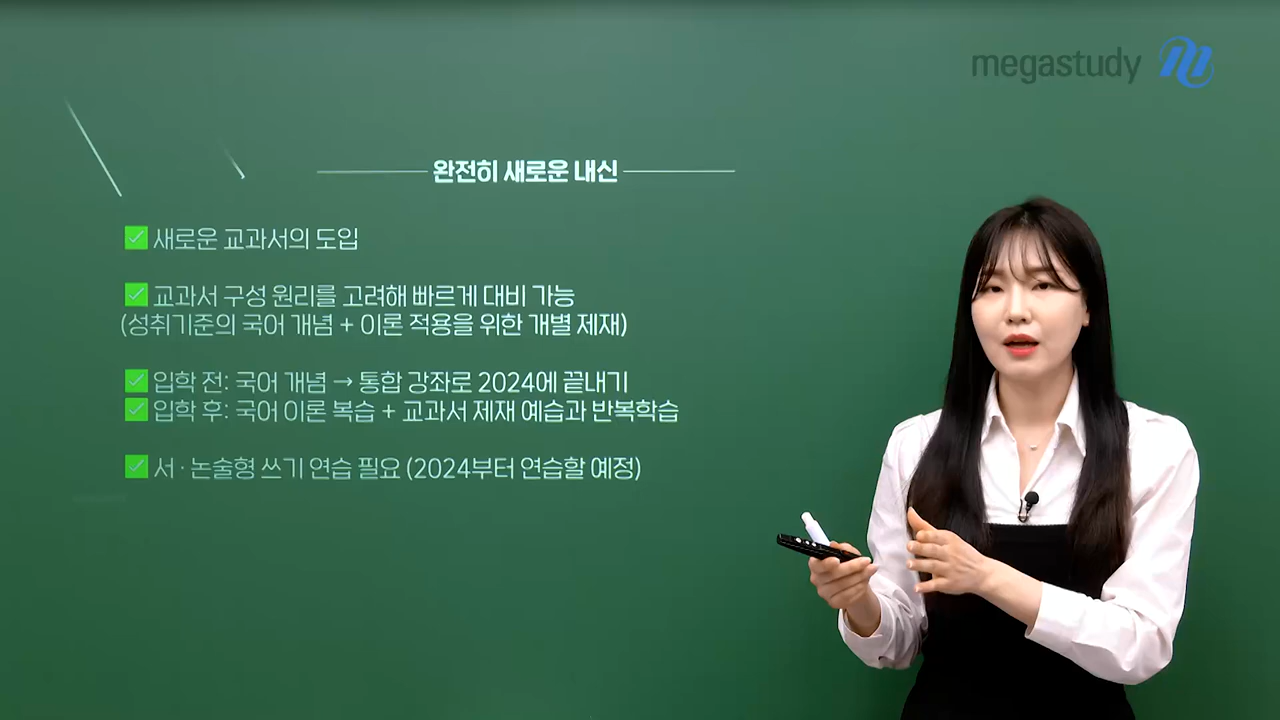 megastudy
완전히 새로운 내신
새로운 교과서의 도입
교과서 구성 원리를 고려해 빠르게 대비 가능
(성취기준의 국어 개념 + 이론 적용을 위한 개별 제재)
입학 전: 국어 개념 → 통합 강좌로 2024에 끝내기
입학 후: 국어 이론 복습 + 교과서 제재 예습과 반복학습
서·논술형 쓰기 연습 필요 (2024부터 연습할 예정)